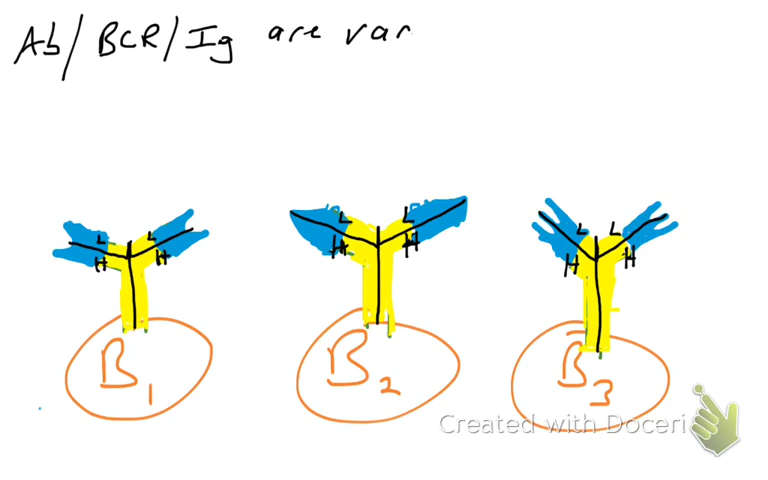 Ab/BCR/Ig are var
L L L L L L
H H H H H H
B1 B2 B3
Created with Doceri